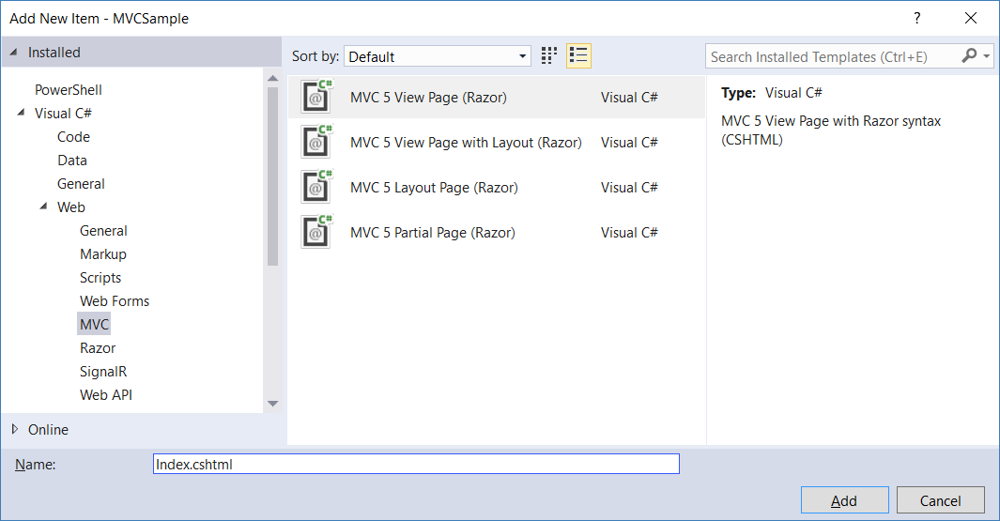 Add New Item - MVCSample
?
Installed
PowerShell
Visual C#
Code
Data
General
Web
General
Markup
Scripts
Web Forms
MVC
Razor
SignalR
Web API
Online
Sort by: Default
C# @ MVC 5 View Page (Razor) Visual C#
C# @ MVC 5 View Page with Layout (Razor) Visual C#
C# @ MVC 5 Layout Page (Razor) Visual C#
C# @ MVC 5 Partial Page (Razor) Visual C#
Search Installed Templates (Ctrl+E)
Type: Visual C#
MVC 5 View Page with Razor syntax
(CSHTML)
Name: Index.cshtml
Add Cancel